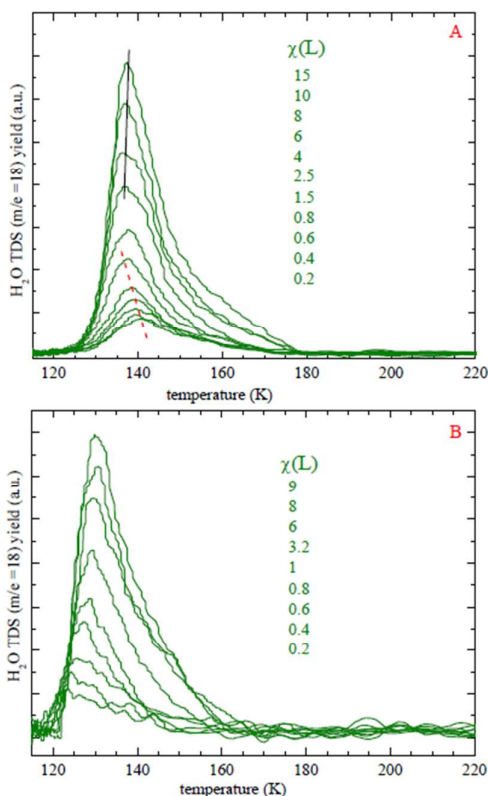 A
χ(L)
15
10
8
6
4
2.5
1.5
0.8
0.6
0.4
0.2
H₂O TDS (m/e = 18) yield (a.u.)
120 140 160 180 200 220
temperature (K)
B
χ(L)
9
8
6
3.2
1
0.8
0.6
0.4
0.2
H₂O TDS (m/e = 18) yield (a.u.)
120 140 160 180 200 220
temperature (K)